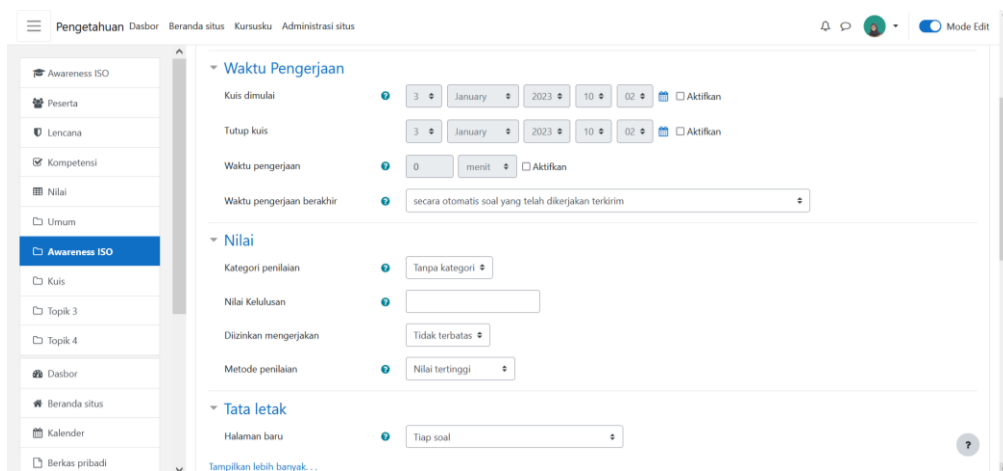 Pengetahuan Dasbor Beranda situs Kursusku Administrasi situs Mode Edit
Awareness ISO
Peserta
Lencana
Kompetensi
Nilai
Umum
Awareness ISO
Kuis
Topik 3
Topik 4
Dasbor
Beranda situs
Kalender
Berkas pribadi
Waktu Pengerjaan
Kuis dimulai ? 3 January 2023 10 02 Aktifkan
Tutup kuis 3 January 2023 10 02 Aktifkan
Waktu pengerjaan ? 0 menit Aktifkan
Waktu pengerjaan berakhir ? secara otomatis soal yang telah dikerjakan terkirim
Nilai
Kategori penilaian ? Tanpa kategori
Nilai Kelulusan ?
Diizinkan mengerjakan Tidak terbatas
Metode penilaian ? Nilai tertinggi
Tata letak
Halaman baru ? Tiap soal
Tampilkan lebih banyak...
?